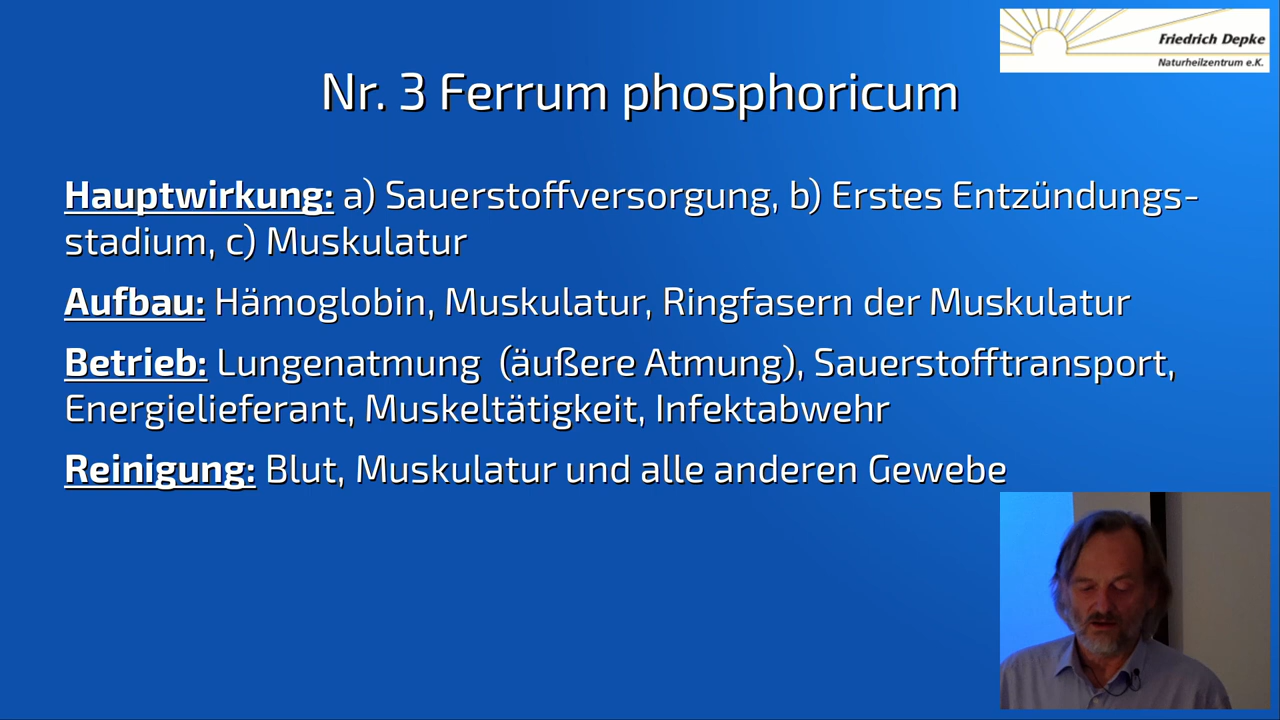 Friedrich Depke
Naturheilzentrum e.K.
Nr. 3 Ferrum phosphoricum
Hauptwirkung: a) Sauerstoffversorgung, b) Erstes Entzündungs-
stadium, c) Muskulatur
Aufbau: Hämoglobin, Muskulatur, Ringfasern der Muskulatur
Betrieb: Lungenatmung (äußere Atmung), Sauerstofftransport,
Energielieferant, Muskeltätigkeit, Infektabwehr
Reinigung: Blut, Muskulatur und alle anderen Gewebe